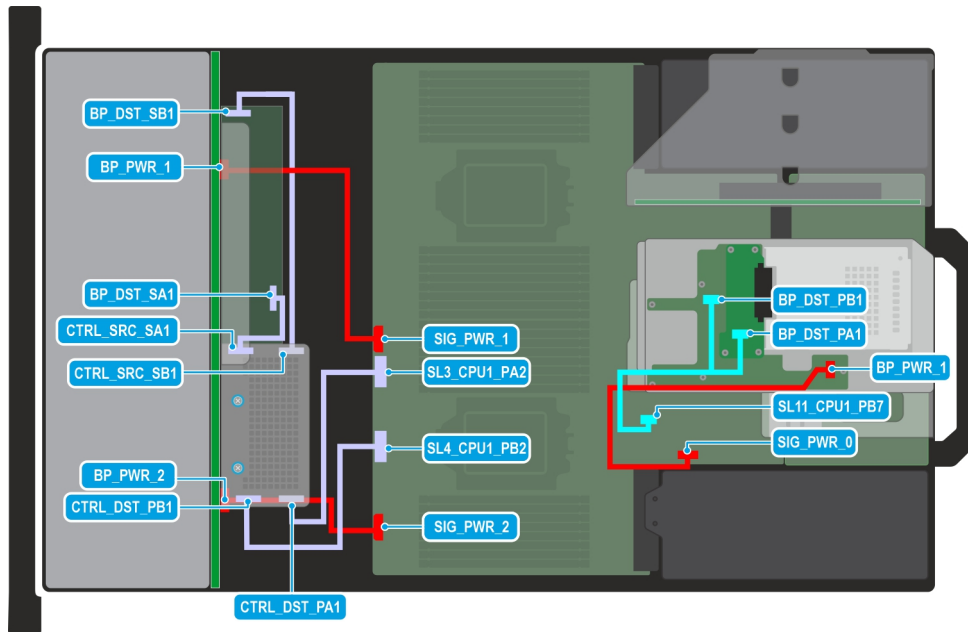 BP_DST_SB1
BP_PWR_1
BP_DST_SA1
CTRL_SRC_SA1
CTRL_SRC_SB1
BP_PWR_2
CTRL_DST_PB1
CTRL_DST_PA1
SIG_PWR_1
SL3_CPU1_PA2
SL4_CPU1_PB2
SIG_PWR_2
BP_DST_PB1
BP_DST_PA1
BP_PWR_1
SL11_CPU1_PB7
SIG_PWR_0